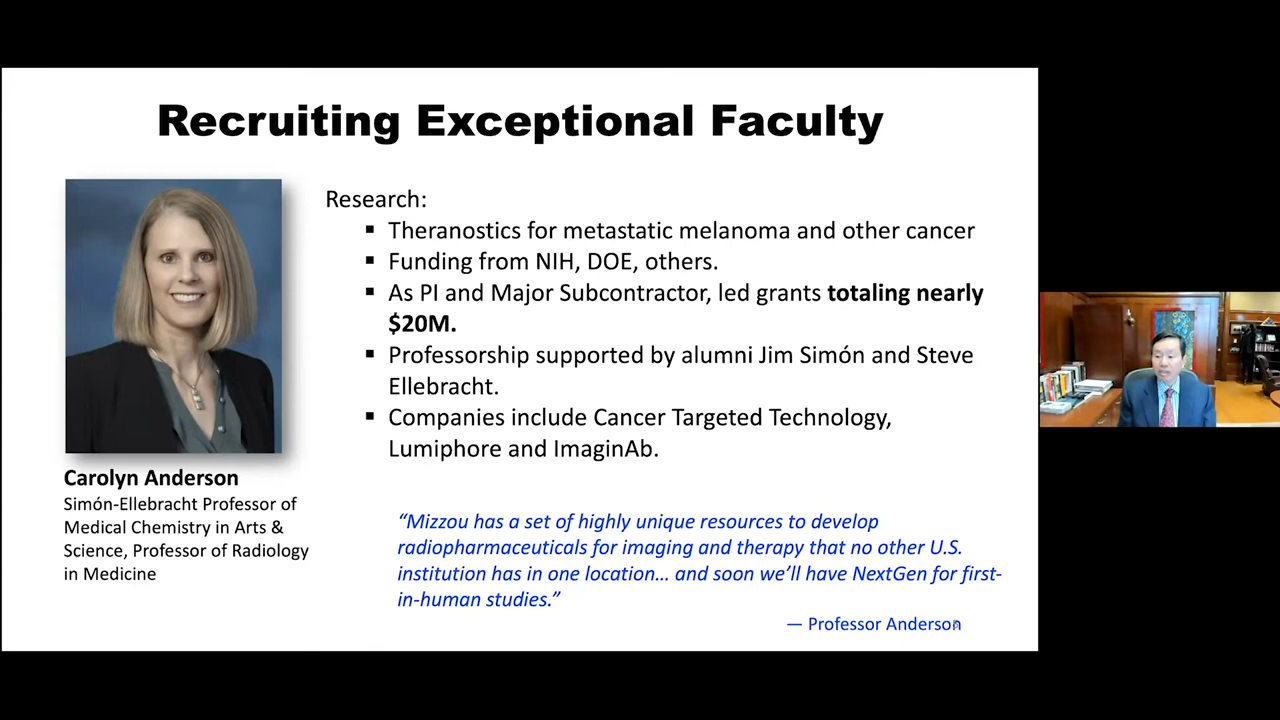 Recruiting Exceptional Faculty
Research:
▪ Theranostics for metastatic melanoma and other cancer
▪ Funding from NIH, DOE, others.
▪ As PI and Major Subcontractor, led grants totaling nearly
$20M.
▪ Professorship supported by alumni Jim Simón and Steve
Ellebracht.
▪ Companies include Cancer Targeted Technology,
Lumiphore and ImaginAb.
Carolyn Anderson
Simón-Ellebracht Professor of
Medical Chemistry in Arts &
Science, Professor of Radiology
in Medicine
“Mizzou has a set of highly unique resources to develop
radiopharmaceuticals for imaging and therapy that no other U.S.
institution has in one location… and soon we’ll have NextGen for first-
in-human studies.”
— Professor Anderson